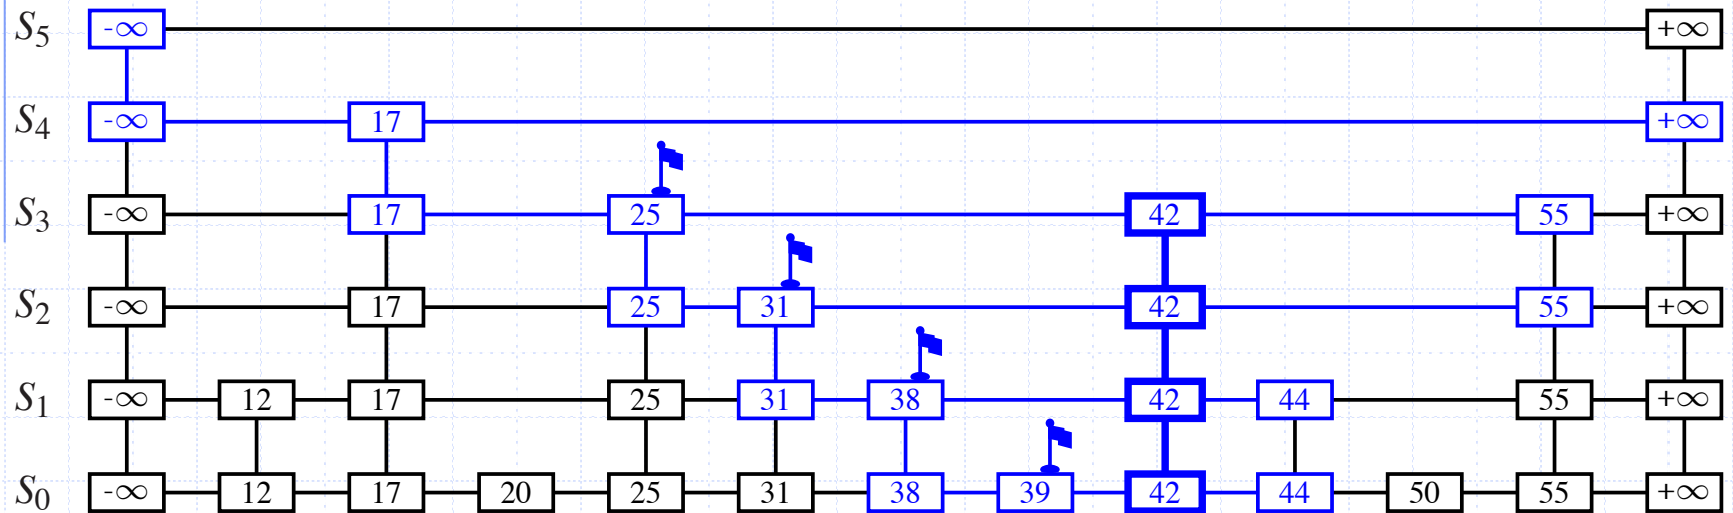 S5 -∞ +∞
S4 -∞ 17 +∞
S3 -∞ 17 25 42 55 +∞
S2 -∞ 17 25 31 42 55 +∞
S1 -∞ 12 17 25 31 38 42 44 55 +∞
S0 -∞ 12 17 20 25 31 38 39 42 44 50 55 +∞